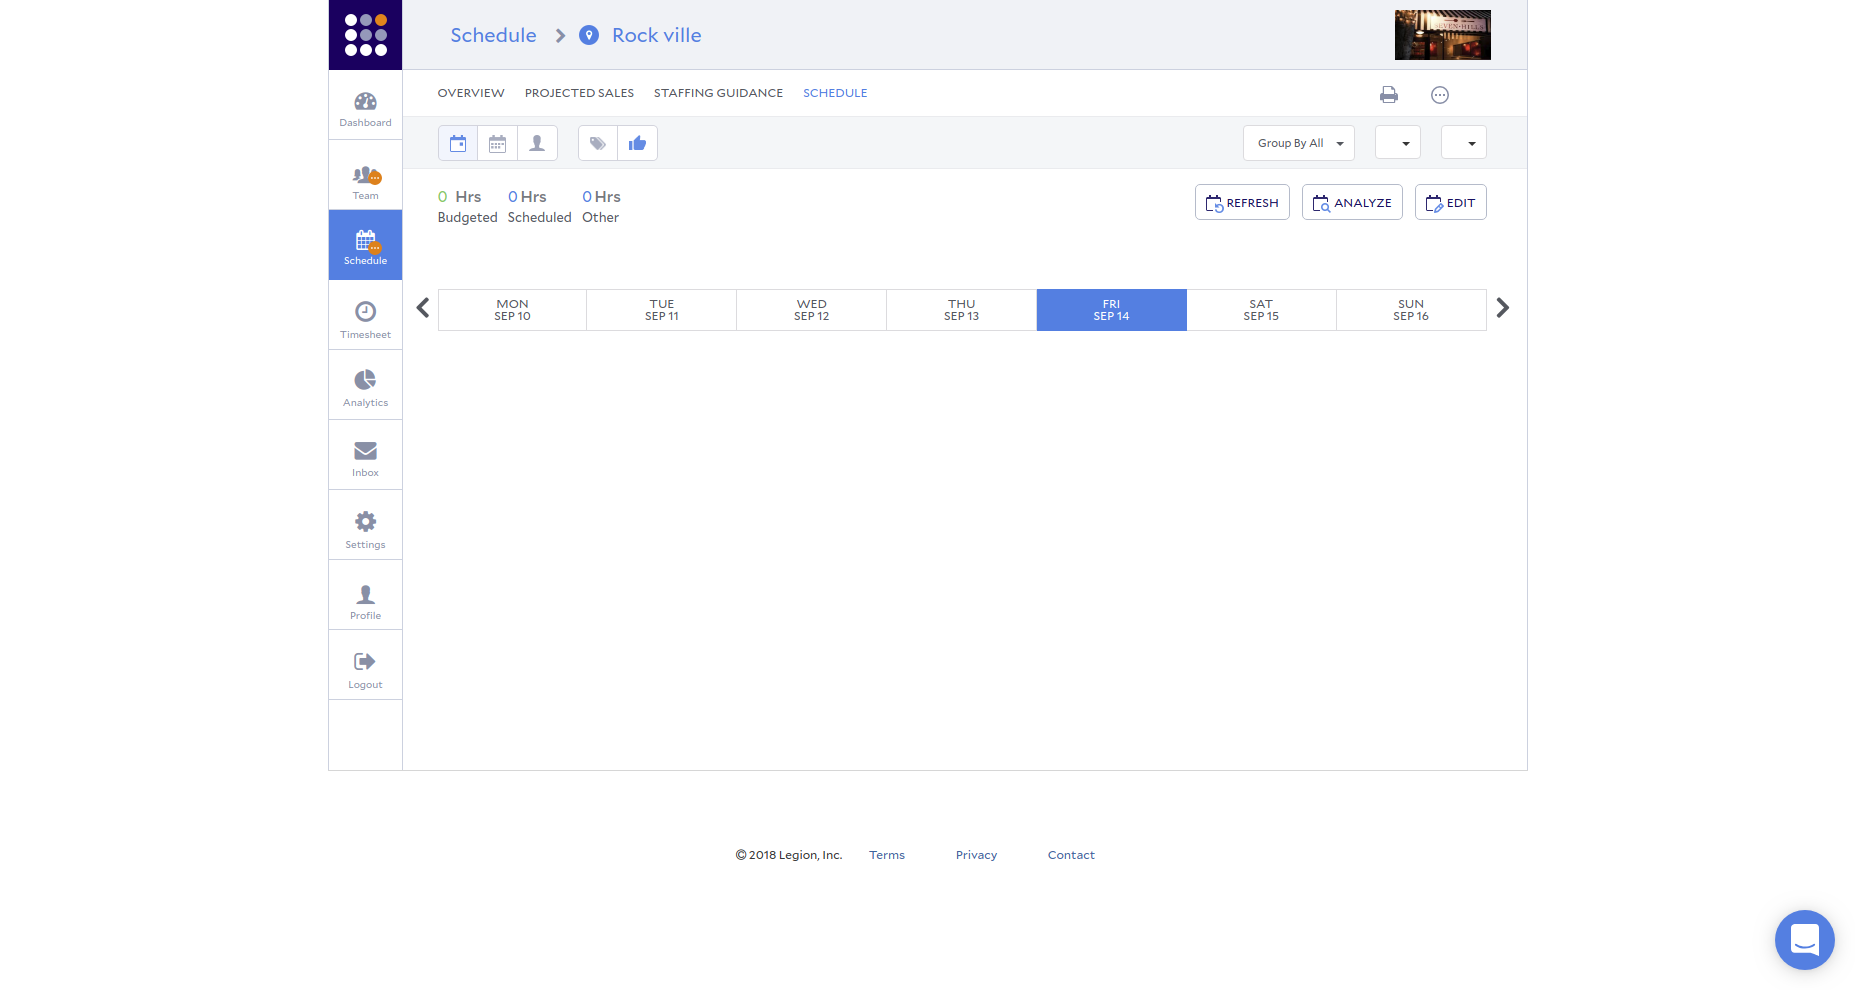 Schedule Rock ville
SEVEN HILLS
OVERVIEW PROJECTED SALES STAFFING GUIDANCE SCHEDULE
Dashboard
Team
Schedule
Timesheet
Analytics
Inbox
Settings
Profile
Logout
Group By All
0 Hrs 0 Hrs 0 Hrs
Budgeted Scheduled Other
REFRESH ANALYZE EDIT
MON TUE WED THU FRI SAT SUN
SEP 10 SEP 11 SEP 12 SEP 13 SEP 14 SEP 15 SEP 16
© 2018 Legion, Inc. Terms Privacy Contact